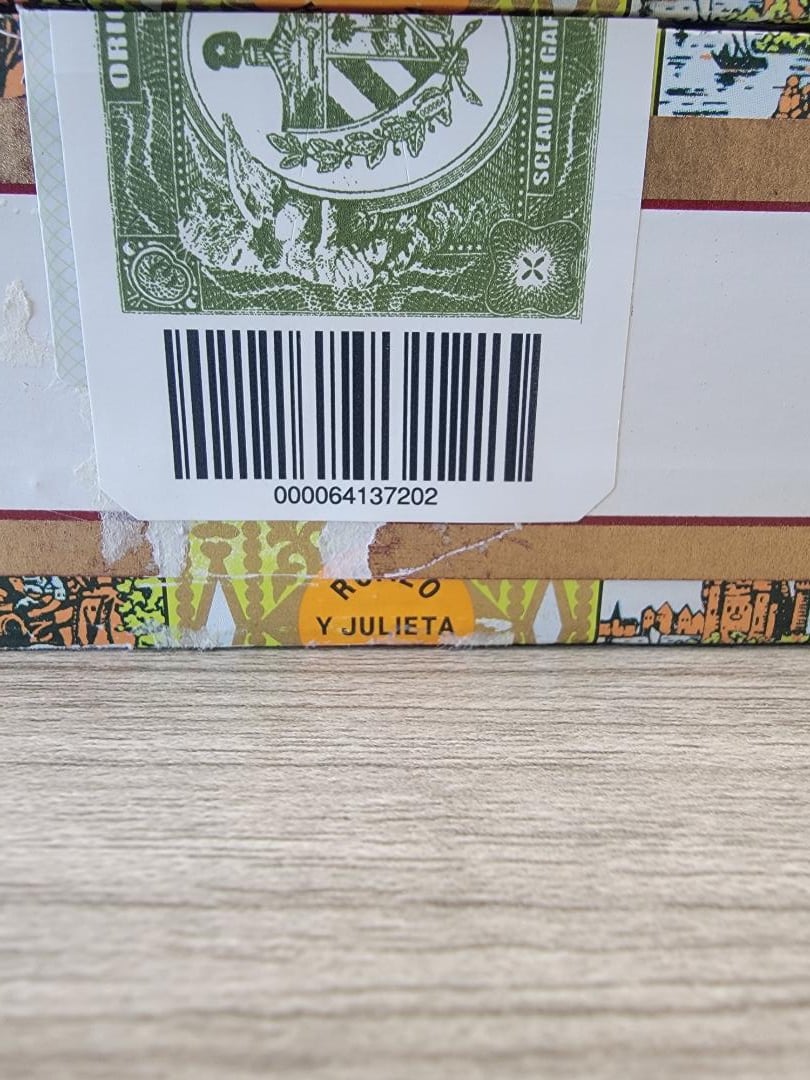 SCEAU DE
000064137202
Y JULIETA